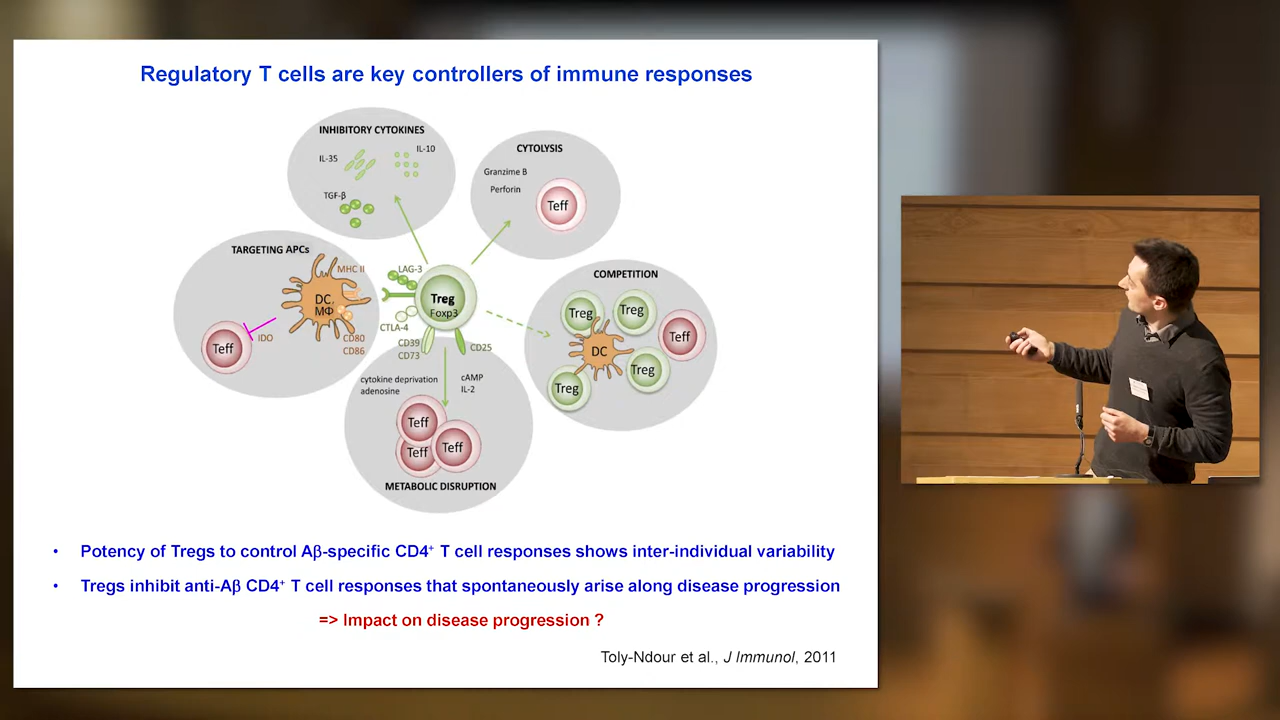 Regulatory T cells are key controllers of immune responses
INHIBITORY CYTOKINES
IL-35
IL-10
TGF-β
CYTOLYSIS
Granzime B
Perforin
Teff
TARGETING APCs
MHC II
DC,
MΦ
Teff
IDO
CD80
CD86
LAG-3
CTLA-4
Treg
Foxp3
CD39
CD73
CD25
COMPETITION
Treg
Treg
Teff
DC
Treg
Treg
cytokine deprivation
adenosine
cAMP
IL-2
Teff
Teff
Teff
METABOLIC DISRUPTION
• Potency of Tregs to control Aβ-specific CD4⁺ T cell responses shows inter-individual variability
• Tregs inhibit anti-Aβ CD4⁺ T cell responses that spontaneously arise along disease progression
=> Impact on disease progression ?
Toly-Ndour et al., J Immunol, 2011